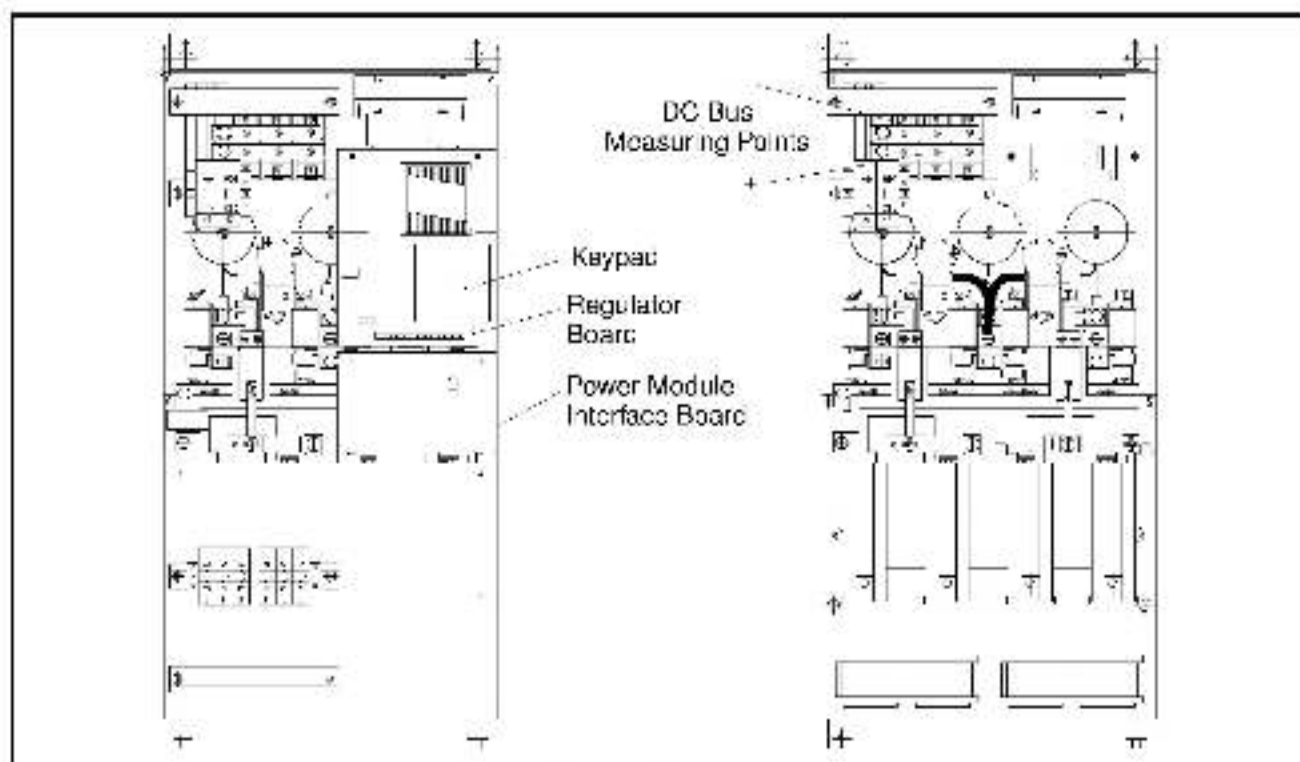 DC Bus
Measuring Points
Keypad
Regulator
Board
Power Module
Interface Board